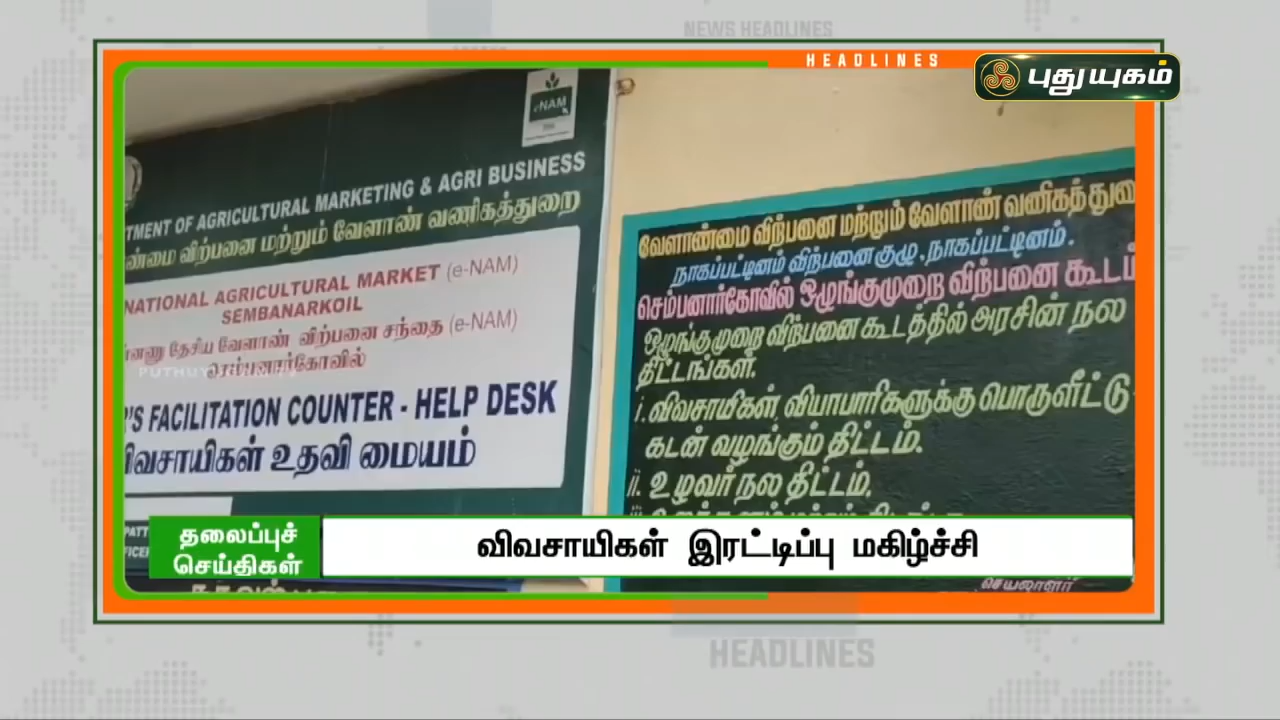 NEWS HEADLINES
HEADLINES
புதுயுகம்
e-NAM
TMENT OF AGRICULTURAL MARKETING & AGRI BUSINESS
ண்மை விற்பனை மற்றும் வேளாண் வணிகத்துறை
NATIONAL AGRICULTURAL MARKET (e-NAM)
SEMBANARKOIL
ன்னணு தேசிய வேளாண் விற்பனை சந்தை (e-NAM)
செம்பனார்கோவில்
'S FACILITATION COUNTER - HELP DESK
விவசாயிகள் உதவி மையம்
வேளாண்மை விற்பனை மற்றும் வேளாண் வணிகத்துறை
நாகப்பட்டினம் விற்பனை குழு, நாகப்பட்டினம்.
செம்பனார்கோவில் ஒழுங்குமுறை விற்பனை கூடம்
ஒழுங்குமுறை விற்பனை கூடத்தில் அரசின் நல
திட்டங்கள்.
i. விவசாயிகள், வியாபாரிகளுக்கு பொருளீட்டு
கடன் வழங்கும் திட்டம்.
ii. உழவர் நல திட்டம்.
செயலாளர்
தலைப்புச்
செய்திகள்
விவசாயிகள் இரட்டிப்பு மகிழ்ச்சி
HEADLINES